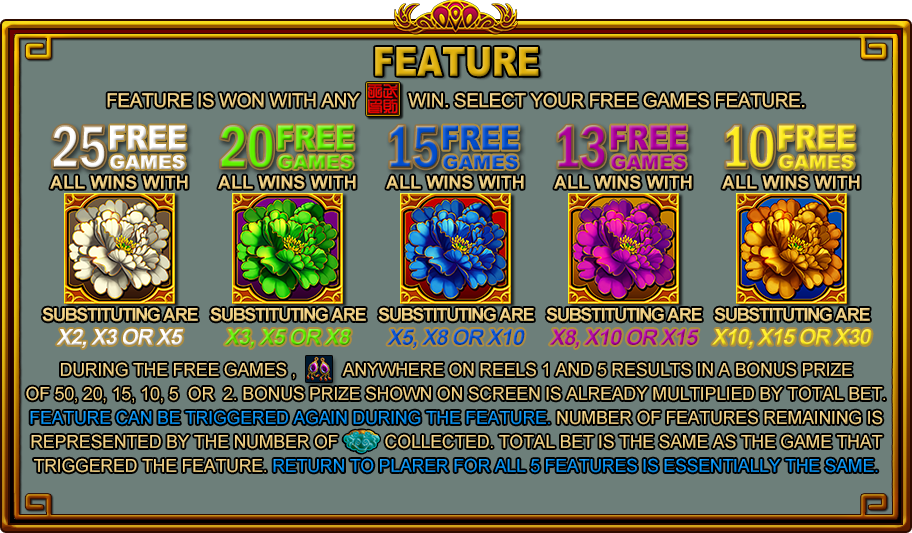 FEATURE
FEATURE IS WON WITH ANY WIN. SELECT YOUR FREE GAMES FEATURE.
25 FREE GAMES
20 FREE GAMES
15 FREE GAMES
13 FREE GAMES
10 FREE GAMES
ALL WINS WITH
ALL WINS WITH
ALL WINS WITH
ALL WINS WITH
ALL WINS WITH
SUBSTITUTING ARE
SUBSTITUTING ARE
SUBSTITUTING ARE
SUBSTITUTING ARE
SUBSTITUTING ARE
X2, X3 OR X5
X3, X5 OR X8
X5, X8 OR X10
X8, X10 OR X15
X10, X15 OR X30
DURING THE FREE GAMES , ANYWHERE ON REELS 1 AND 5 RESULTS IN A BONUS PRIZE
OF 50, 20, 15, 10, 5 OR 2. BONUS PRIZE SHOWN ON SCREEN IS ALREADY MULTIPLIED BY TOTAL BET.
FEATURE CAN BE TRIGGERED AGAIN DURING THE FEATURE. NUMBER OF FEATURES REMAINING IS
REPRESENTED BY THE NUMBER OF COLLECTED. TOTAL BET IS THE SAME AS THE GAME THAT
TRIGGERED THE FEATURE. RETURN TO PLARER FOR ALL 5 FEATURES IS ESSENTIALLY THE SAME.